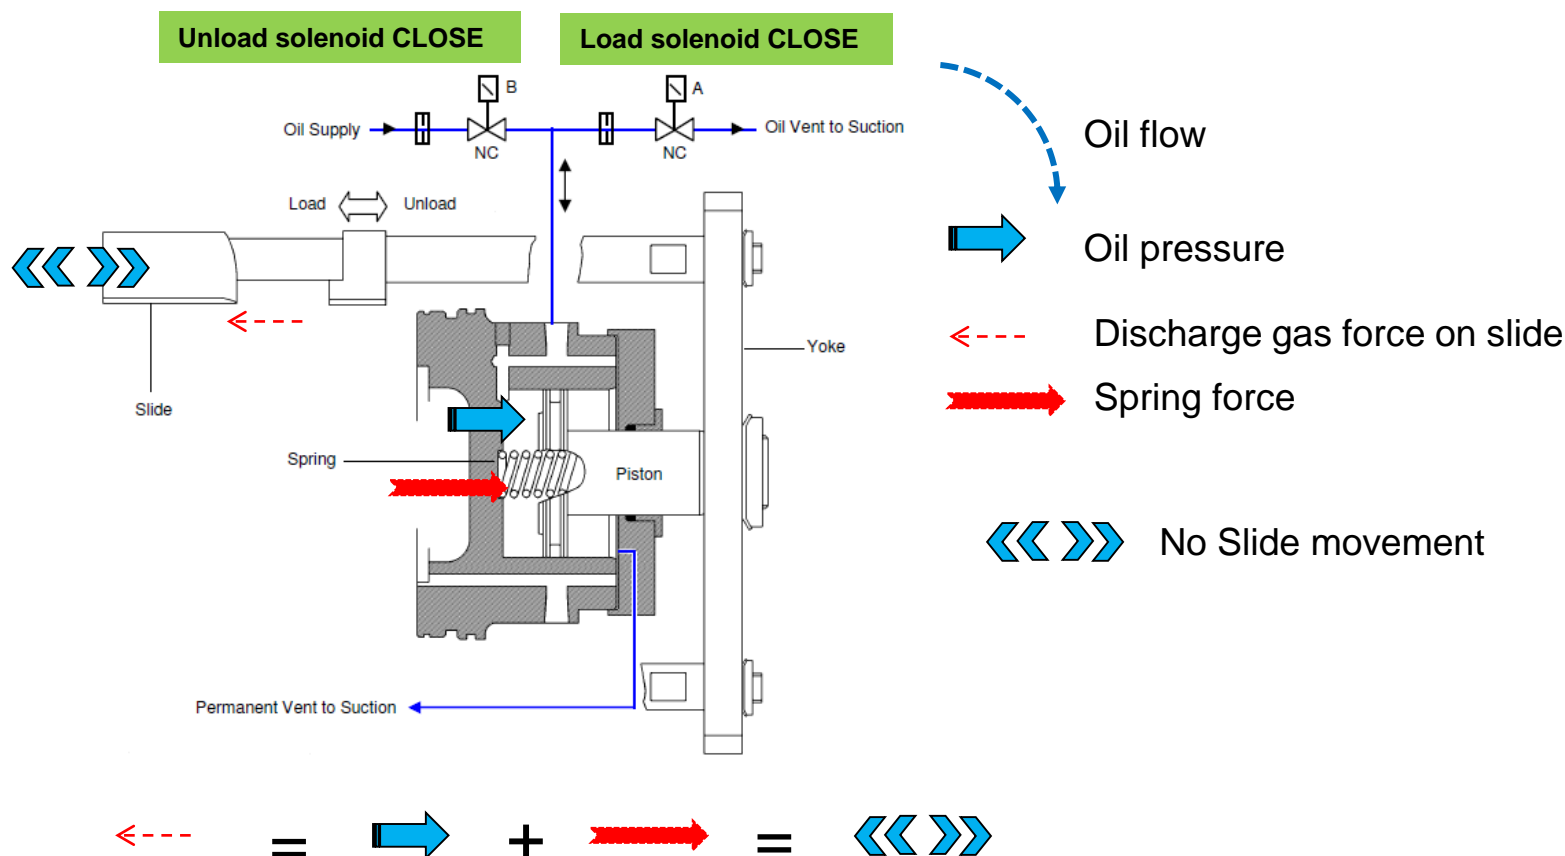 Unload solenoid CLOSE
Load solenoid CLOSE
B
A
Oil Supply
Oil Vent to Suction
NC
NC
Oil flow
Load
Unload
Oil pressure
Discharge gas force on slide
Yoke
Spring force
Slide
Spring
Piston
No Slide movement
Permanent Vent to Suction
= + =